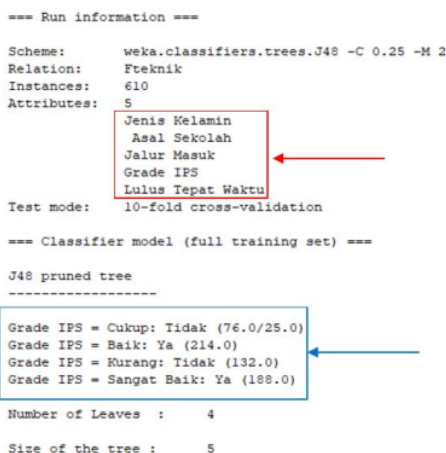 === Run information ===
Scheme: weka.classifiers.trees.J48 -C 0.25 -M 2
Relation: Fteknik
Instances: 610
Attributes: 5
Jenis Kelamin
Asal Sekolah
Jalur Masuk
Grade IPS
Lulus Tepat Waktu
Test mode: 10-fold cross-validation
=== Classifier model (full training set) ===
J48 pruned tree
------------------
Grade IPS = Cukup: Tidak (76.0/25.0)
Grade IPS = Baik: Ya (214.0)
Grade IPS = Kurang: Tidak (132.0)
Grade IPS = Sangat Baik: Ya (188.0)
Number of Leaves : 4
Size of the tree : 5